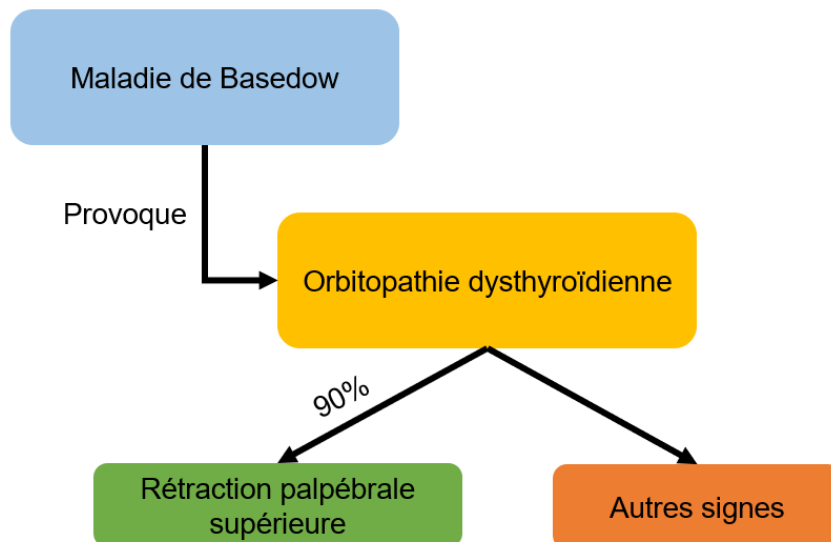 Maladie de Basedow
Provoque
Orbitopathie dysthyroïdienne
90%
Rétraction palpébrale
supérieure
Autres signes